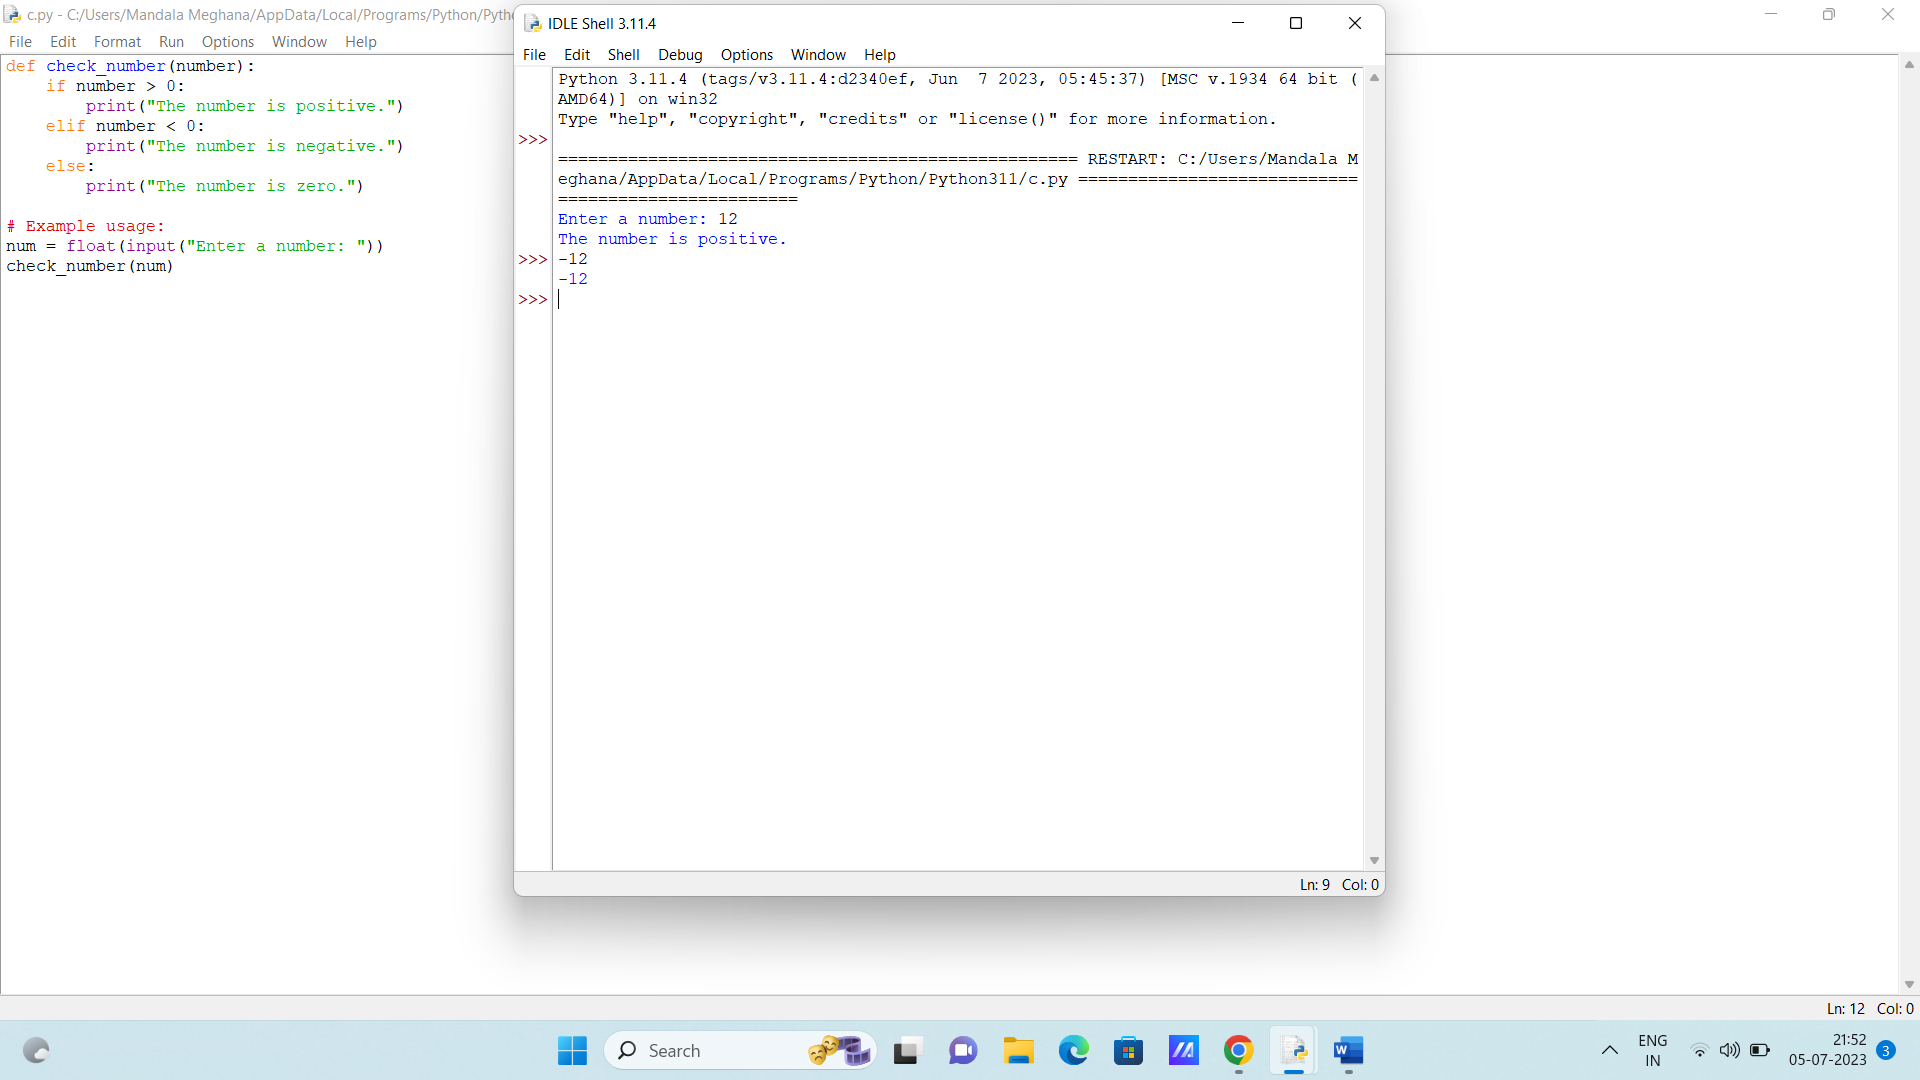 c.py - C:/Users/Mandala Meghana/AppData/Local/Programs/Python/
File Edit Format Run Options Window Help
def check_number(number):
    if number > 0:
        print("The number is positive.")
    elif number < 0:
        print("The number is negative.")
    else:
        print("The number is zero.")
# Example usage:
num = float(input("Enter a number: "))
check_number(num)
IDLE Shell 3.11.4
File Edit Shell Debug Options Window Help
Python 3.11.4 (tags/v3.11.4:d2340ef, Jun  7 2023, 05:45:37) [MSC v.1934 64 bit (
AMD64)] on win32
Type "help", "copyright", "credits" or "license()" for more information.
>>>
==================================================== RESTART: C:/Users/Mandala M
eghana/AppData/Local/Programs/Python/Python311/c.py ============================
========================
Enter a number: 12
The number is positive.
>>> -12
-12
>>>
Ln: 9 Col: 0
Ln: 12 Col: 0
Search
W
ENG
IN
21:52
05-07-2023
3